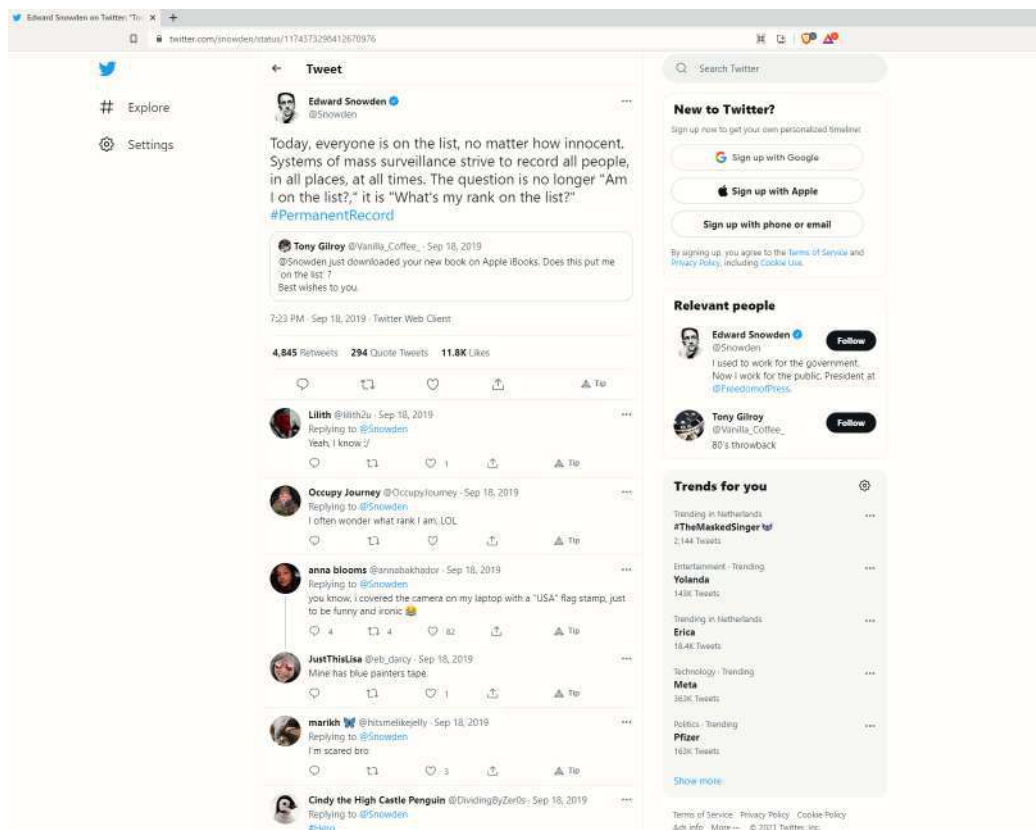 Edward Snowden on Twitter: "To
twitter.com/snowden/status/1174373298412670976
Explore
Settings
Tweet
Edward Snowden
@Snowden
Today, everyone is on the list, no matter how innocent.
Systems of mass surveillance strive to record all people,
in all places, at all times. The question is no longer "Am
I on the list?," it is "What's my rank on the list?"
#PermanentRecord
Tony Gilroy @Vanilla_Coffee_ · Sep 18, 2019
@Snowden just downloaded your new book on Apple iBooks. Does this put me
'on the list' ?
Best wishes to you.
7:23 PM · Sep 18, 2019 · Twitter Web Client
4,845 Retweets 294 Quote Tweets 11.8K Likes
Tip
Lilith @lilith2u · Sep 18, 2019
Replying to @Snowden
Yeah, I know :/
1 Tip
Occupy Journey @OccupyJourney · Sep 18, 2019
Replying to @Snowden
I often wonder what rank I am. LOL
Tip
anna blooms @annabakhador · Sep 18, 2019
Replying to @Snowden
you know, i covered the camera on my laptop with a "USA" flag stamp, just
to be funny and ironic
4 4 82 Tip
JustThisLisa @eb_darcy · Sep 18, 2019
Mine has blue painters tape.
1 Tip
marikh @hitsmelikejelly · Sep 18, 2019
Replying to @Snowden
I'm scared bro
3 Tip
Cindy the High Castle Penguin @DividingByZer0s · Sep 18, 2019
Replying to @Snowden
#Hero
Search Twitter
New to Twitter?
Sign up now to get your own personalized timeline!
Sign up with Google
Sign up with Apple
Sign up with phone or email
By signing up, you agree to the Terms of Service and
Privacy Policy, including Cookie Use.
Relevant people
Edward Snowden
@Snowden
Follow
I used to work for the government.
Now I work for the public. President at
@FreedomofPress.
Tony Gilroy
@Vanilla_Coffee_
Follow
80's throwback
Trends for you
Trending in Netherlands
#TheMaskedSinger
2,144 Tweets
Entertainment · Trending
Yolanda
143K Tweets
Trending in Netherlands
Erica
18.4K Tweets
Technology · Trending
Meta
363K Tweets
Politics · Trending
Pfizer
162K Tweets
Show more
Terms of Service Privacy Policy Cookie Policy
Ads info More ··· © 2021 Twitter, Inc.